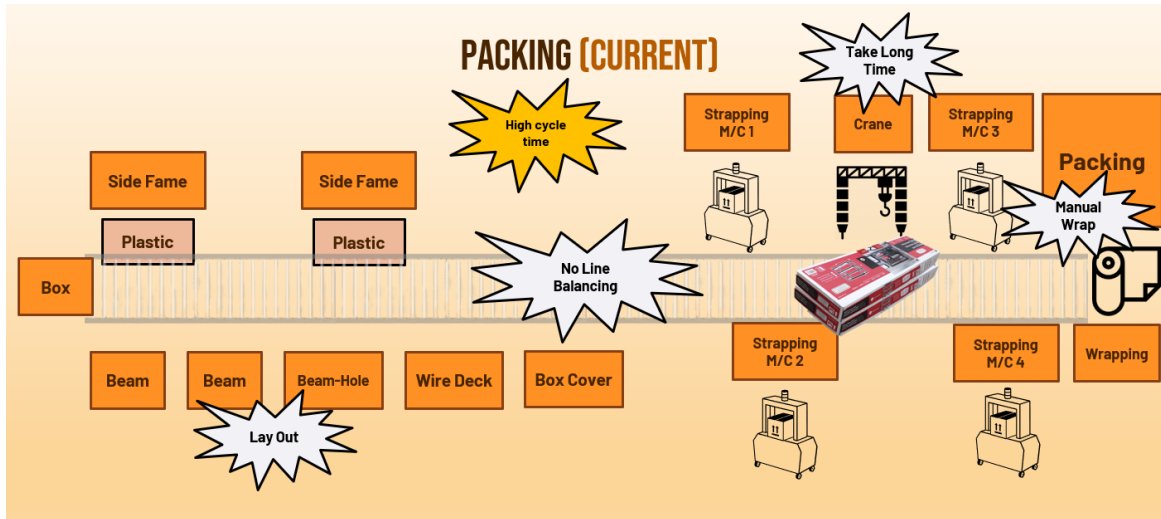 PACKING (CURRENT)
Take Long
Time
High cycle
time
Strapping
M/C 1
Crane
Strapping
M/C 3
Packing
Manual
Wrap
Side Fame
Side Fame
Plastic
Plastic
Box
No Line
Balancing
Strapping
M/C 2
Strapping
M/C 4
Wrapping
Beam
Beam
Beam-Hole
Wire Deck
Box Cover
Lay Out